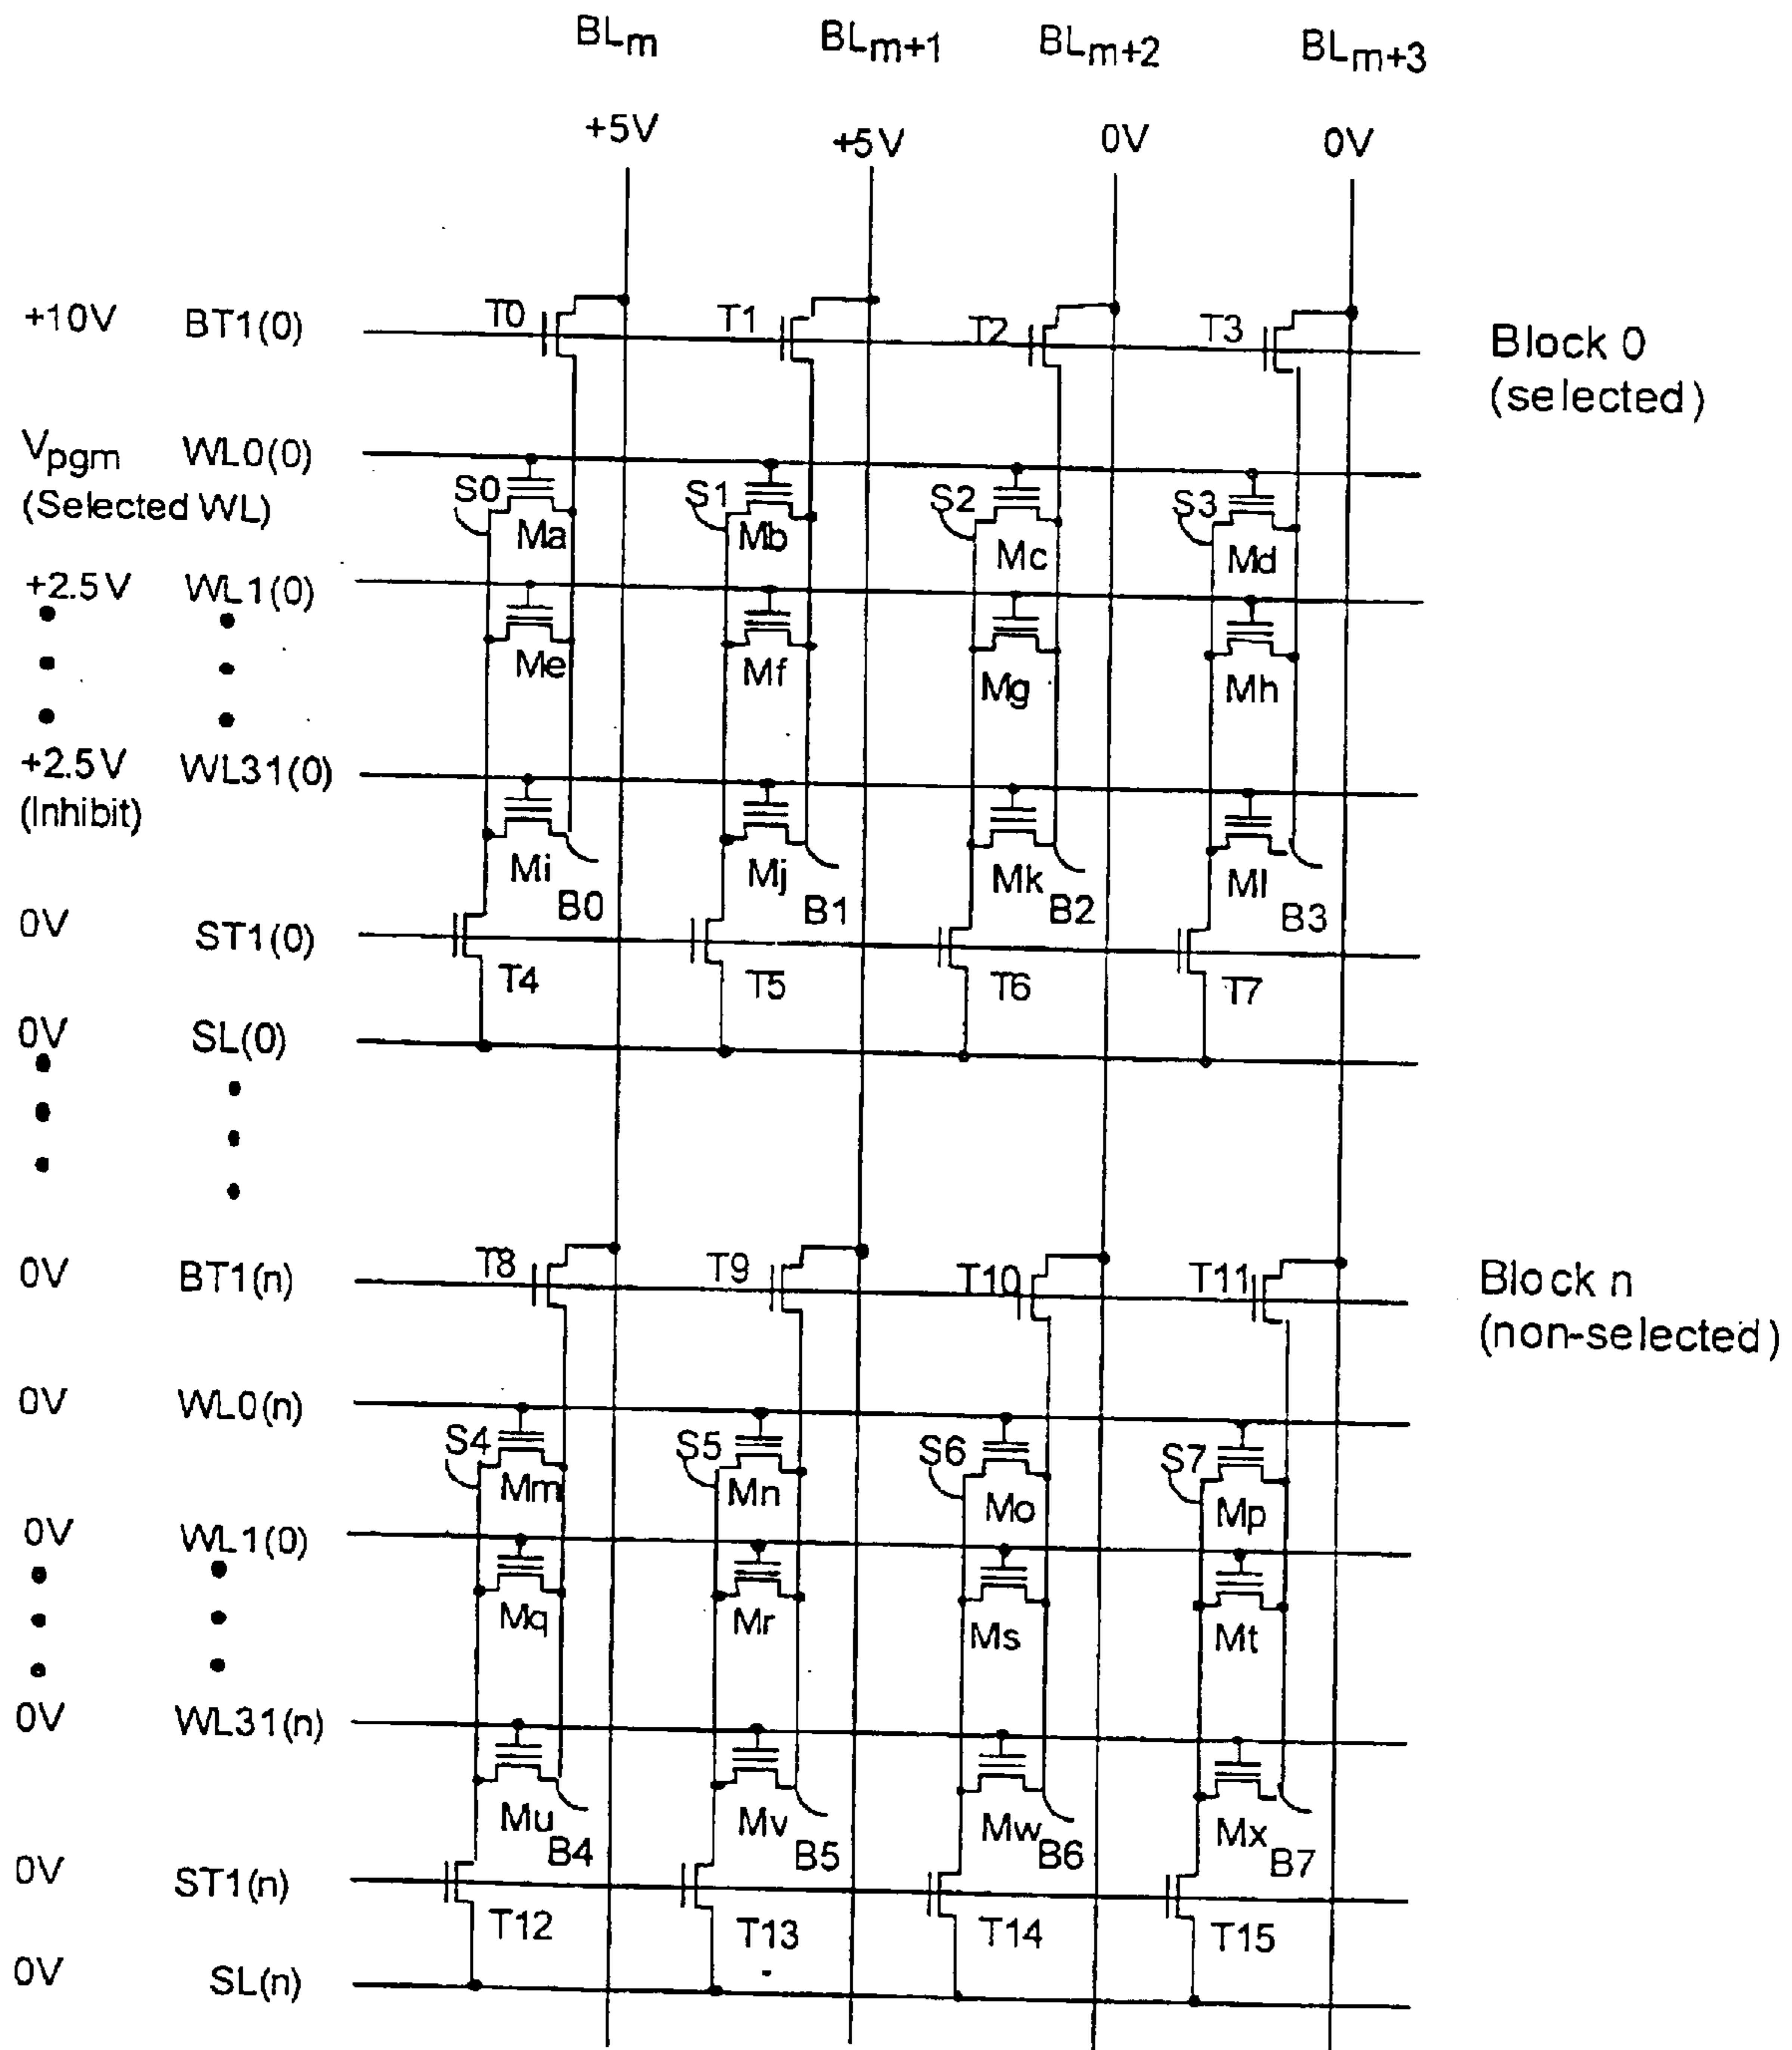 BLm BLm+1 BLm+2 BLm+3
+5V +5V 0V 0V
+10V BT1(0) T0 T1 T2 T3 Block 0
(selected)
Vpgm WL0(0)
(Selected WL) S0 S1 S2 S3
Ma Mb Mc Md
+2.5V WL1(0)
Me Mf Mg Mh
+2.5V WL31(0)
(Inhibit)
Mi Mj Mk Ml
B0 B1 B2 B3
0V ST1(0)
T4 T5 T6 T7
0V SL(0)
0V BT1(n) T8 T9 T10 T11 Block n
(non-selected)
0V WL0(n)
S4 S5 S6 S7
Mm Mn Mo Mp
0V WL1(0)
Mq Mr Ms Mt
0V WL31(n)
Mu Mv Mw Mx
B4 B5 B6 B7
0V ST1(n)
T12 T13 T14 T15
0V SL(n)